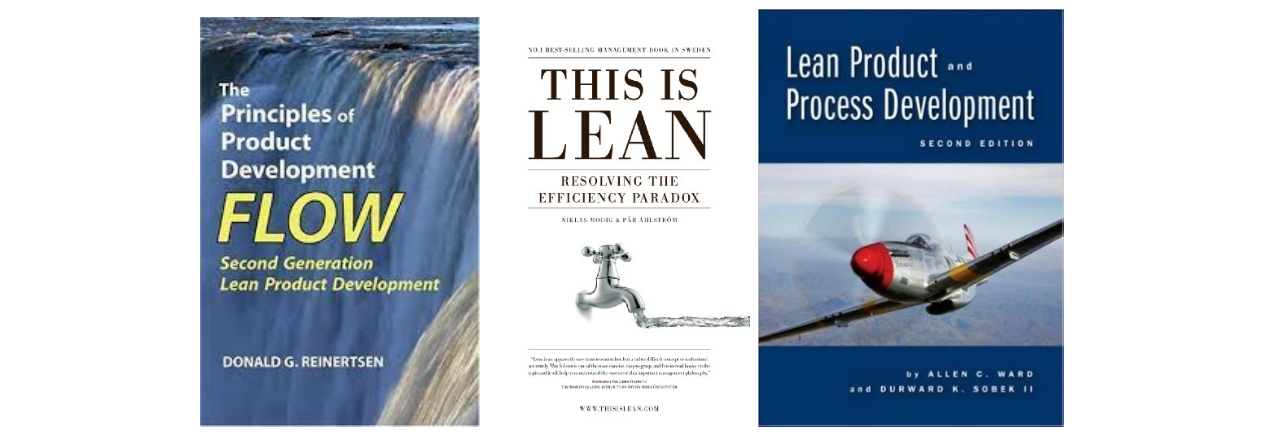 The
Principles of
Product
Development
FLOW
Second Generation
Lean Product Development
DONALD G. REINERTSEN
NO.1 BEST-SELLING MANAGEMENT BOOK IN SWEDEN
THIS IS
LEAN
RESOLVING THE
EFFICIENCY PARADOX
NIKLAS MODIG & PÄR ÅHLSTRÖM
WWW.THISISLEAN.COM
Lean Product and
Process Development
SECOND EDITION
by ALLEN C. WARD
and DURWARD K. SOBEK II